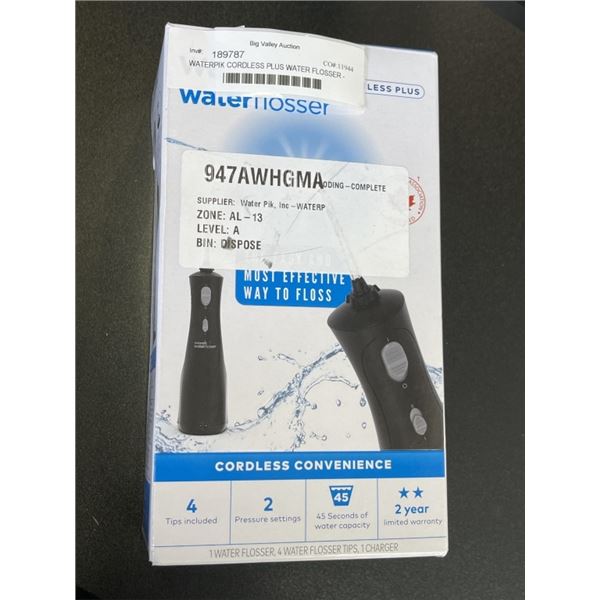 Big Valley Auction
Inv#: 189787 CO#:11944
WATERPIK CORDLESS PLUS WATER FLOSSER -
waterflosser
LESS PLUS
947AWHGMA
ODING-COMPLETE
SUPPLIER: Water Pik, Inc-WATERP
ZONE: AL-13
LEVEL: A
BIN: DISPOSE
AND
MOST EFFECTIVE
WAY TO FLOSS
CORDLESS CONVENIENCE
4
Tips included
2
Pressure settings
45
45 Seconds of
water capacity
2 year
limited warranty
1 WATER FLOSSER, 4 WATER FLOSSER TIPS, 1 CHARGER